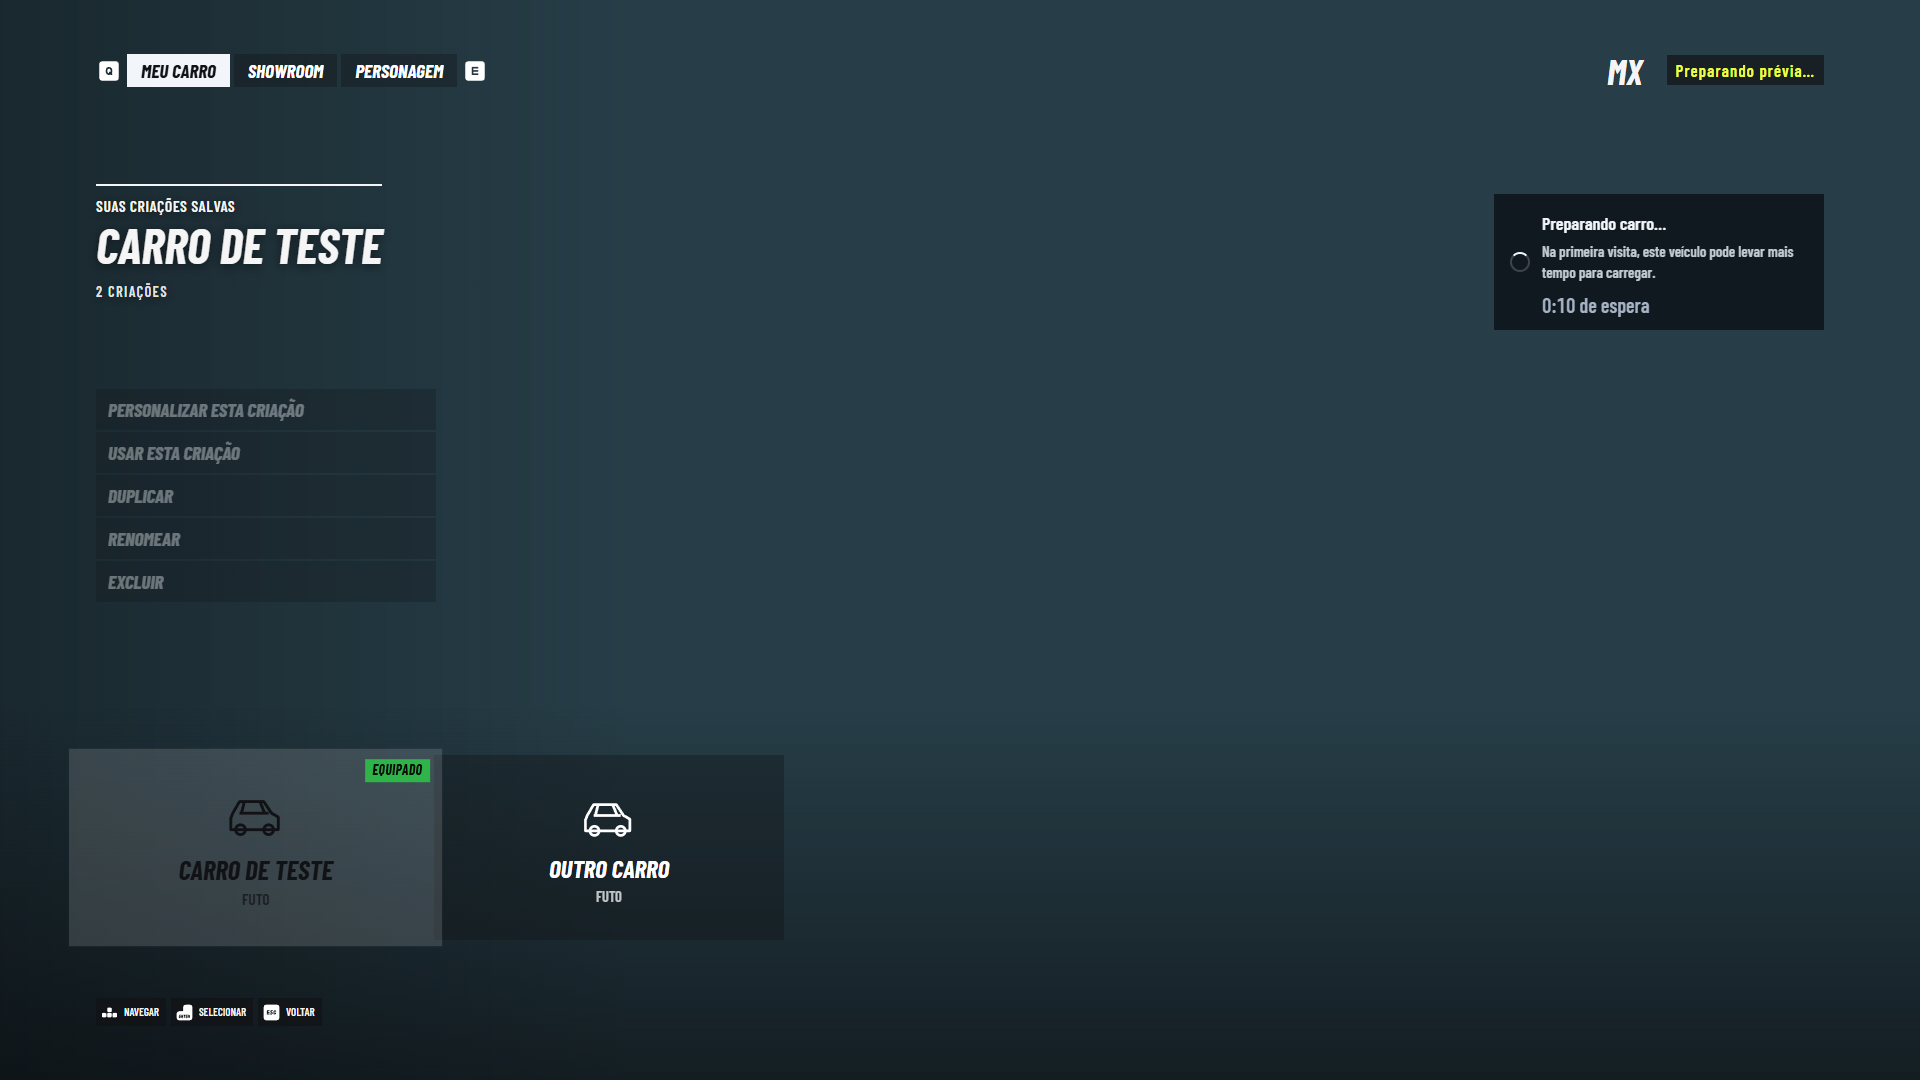 Q MEU CARRO SHOWROOM PERSONAGEM E
MX Preparando prévia...
SUAS CRIAÇÕES SALVAS
CARRO DE TESTE
2 CRIAÇÕES
Preparando carro...
Na primeira visita, este veículo pode levar mais
tempo para carregar.
0:10 de espera
PERSONALIZAR ESTA CRIAÇÃO
USAR ESTA CRIAÇÃO
DUPLICAR
RENOMEAR
EXCLUIR
EQUIPADO
CARRO DE TESTE
FUTO
OUTRO CARRO
FUTO
NAVEGAR ENTER SELECIONAR ESC VOLTAR